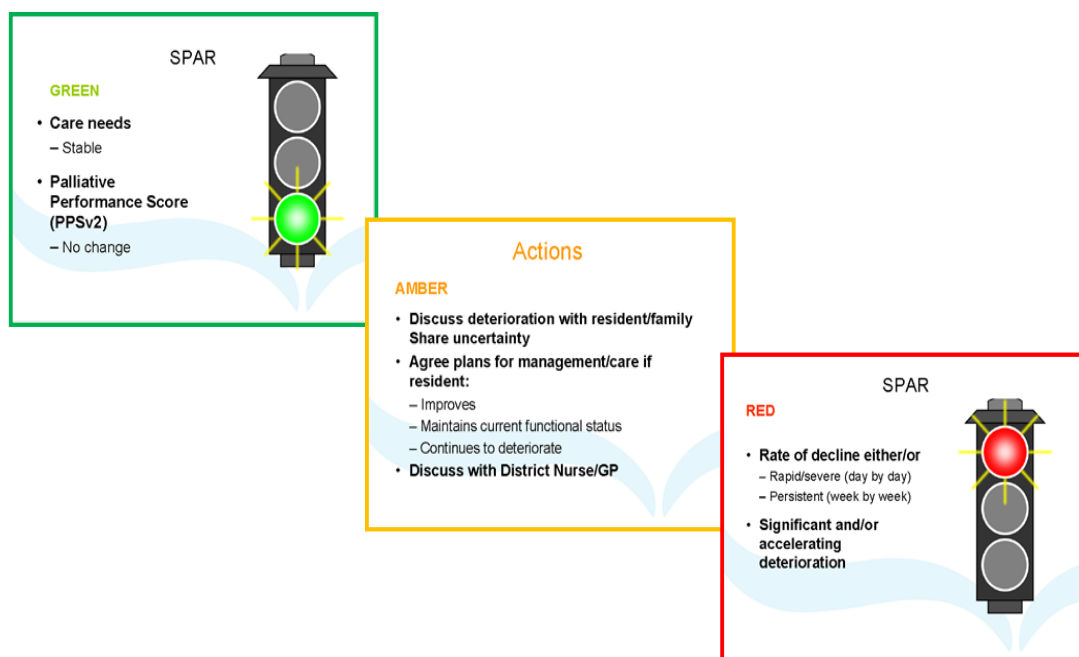 SPAR
GREEN
• Care needs
– Stable
• Palliative
Performance Score
(PPSv2)
– No change
Actions
AMBER
• Discuss deterioration with resident/family
Share uncertainty
• Agree plans for management/care if
resident:
– Improves
– Maintains current functional status
– Continues to deteriorate
• Discuss with District Nurse/GP
SPAR
RED
• Rate of decline either/or
– Rapid/severe (day by day)
– Persistent (week by week)
• Significant and/or
accelerating
deterioration